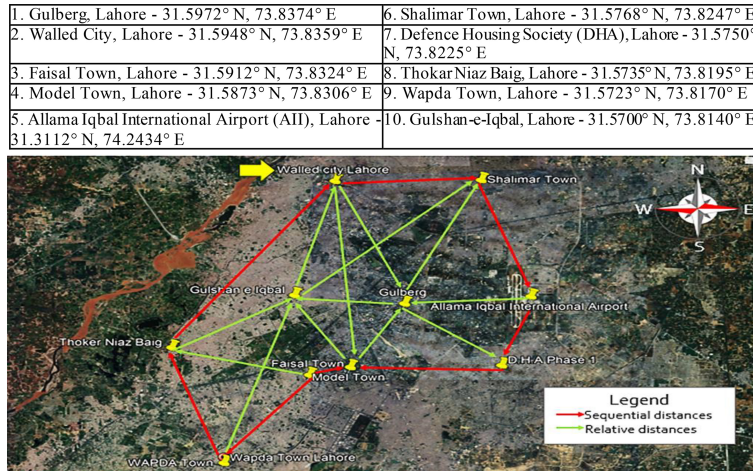 1. Gulberg, Lahore - 31.5972° N, 73.8374° E
2. Walled City, Lahore - 31.5948° N, 73.8359° E
3. Faisal Town, Lahore - 31.5912° N, 73.8324° E
4. Model Town, Lahore - 31.5873° N, 73.8306° E
5. Allama Iqbal International Airport (AII), Lahore -
31.3112° N, 74.2434° E
6. Shalimar Town, Lahore - 31.5768° N, 73.8247° E
7. Defence Housing Society (DHA), Lahore - 31.5750°
N, 73.8225° E
8. Thokar Niaz Baig, Lahore - 31.5735° N, 73.8195° E
9. Wapda Town, Lahore - 31.5723° N, 73.8170° E
10. Gulshan-e-Iqbal, Lahore - 31.5700° N, 73.8140° E
Walled city Lahore
Shalimar Town
N
W E
S
Gulshan e Iqbal
Gulberg
Allama Iqbal International Airport
Thoker Niaz Baig
Faisal Town
D.H.A Phase 1
Model Town
Legend
Sequential distances
Relative distances
WAPDA Town
Wapda Town Lahore